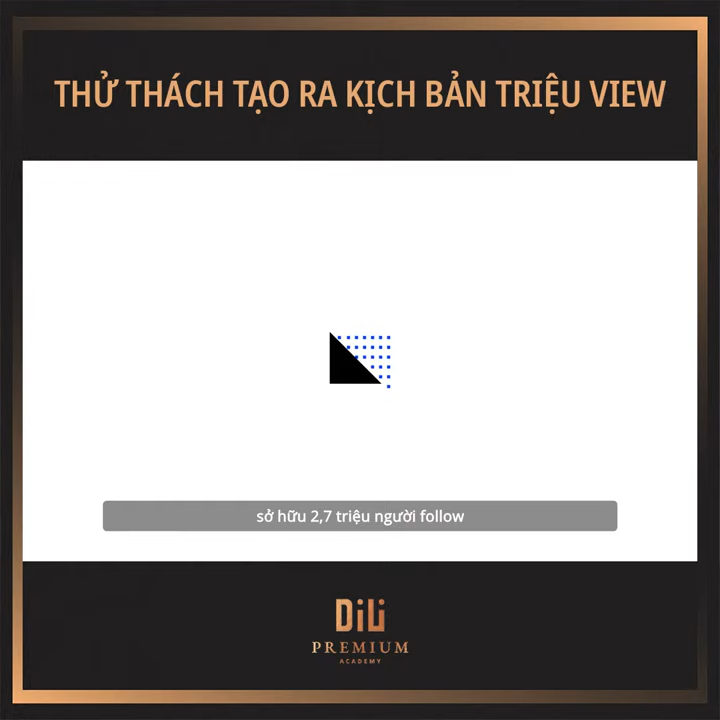 THỬ THÁCH TẠO RA KỊCH BẢN TRIỆU VIEW
sở hữu 2,7 triệu người follow
DiLi
PREMIUM
ACADEMY